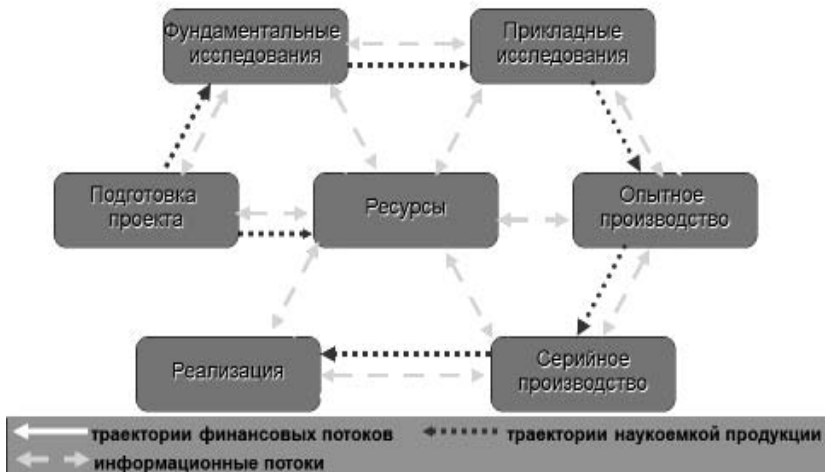 Фундаментальные
исследования
Прикладные
исследования
Подготовка
проекта
Ресурсы
Опытное
производство
Реализация
Серийное
производство
траектории финансовых потоков
траектории наукоемкой продукции
информационные потоки